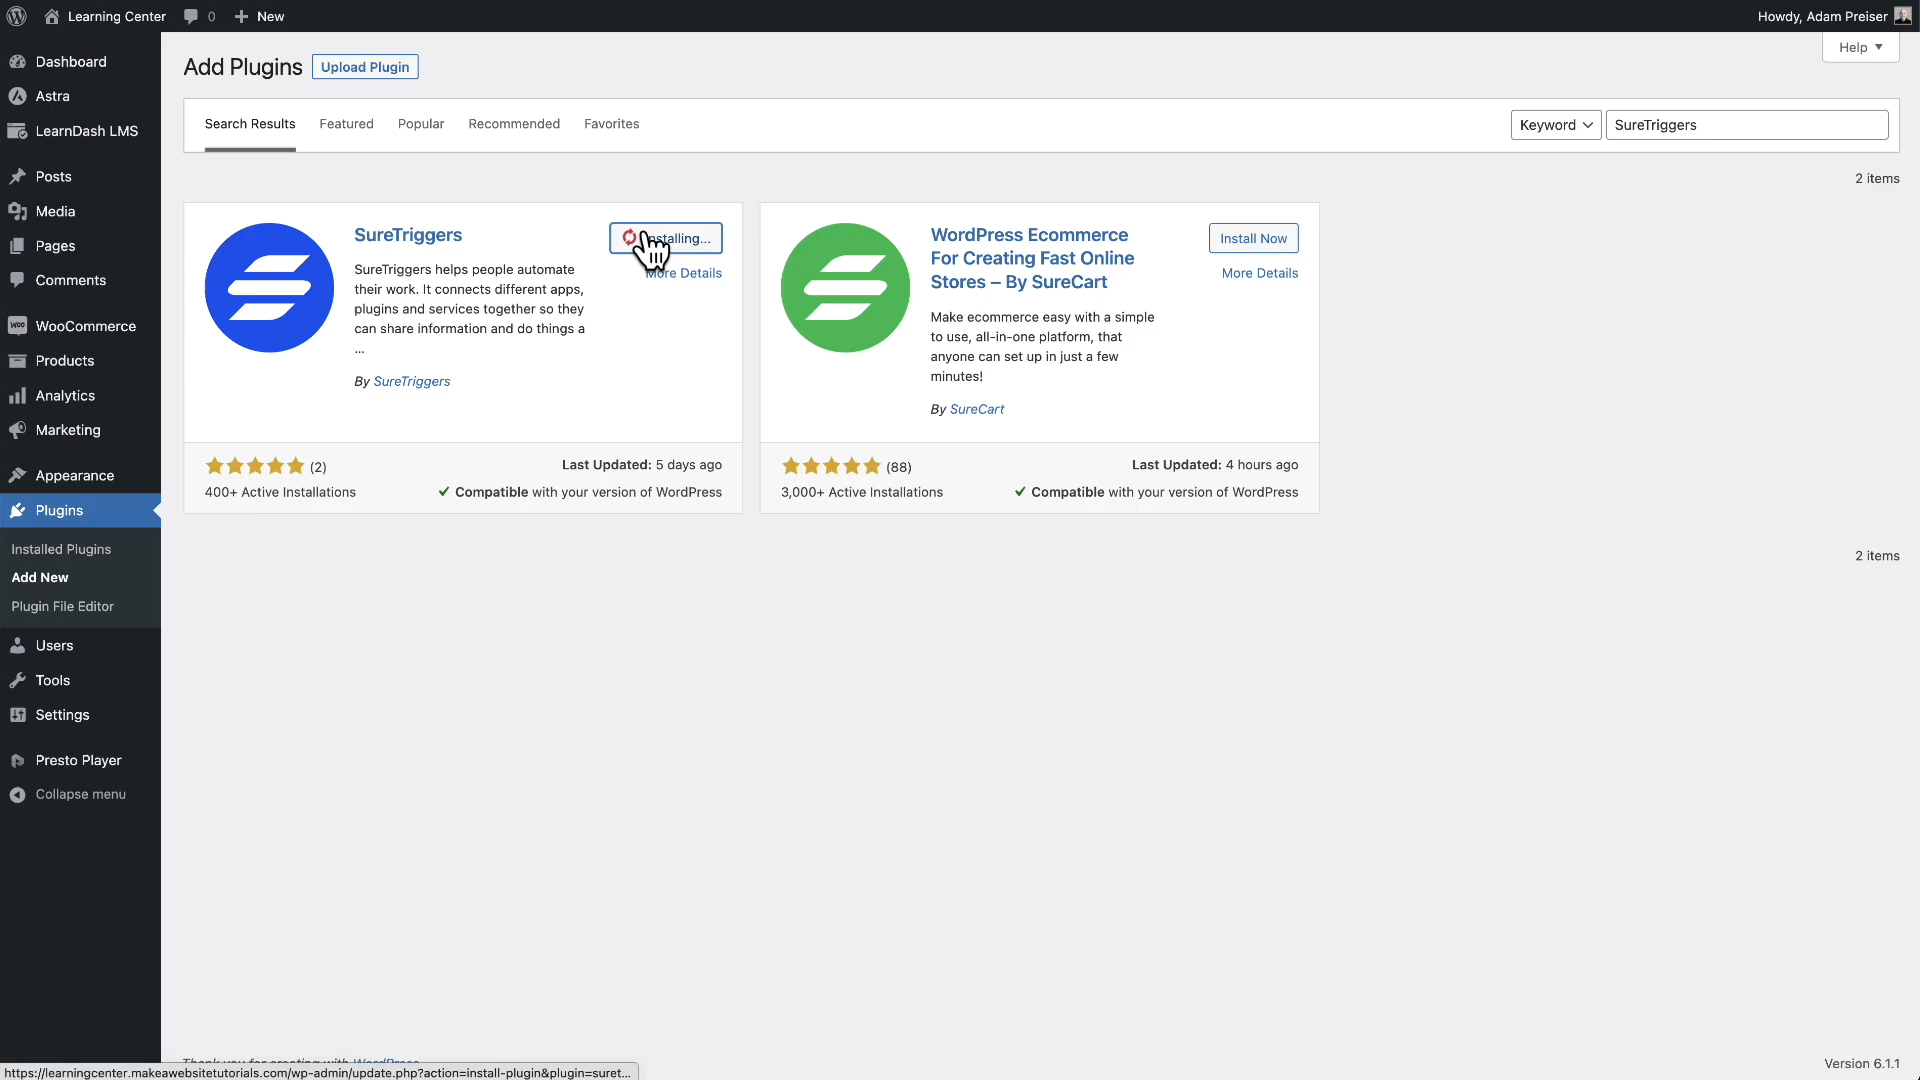 Learning Center
0
New
Howdy, Adam Preiser
Help
Dashboard
Astra
LearnDash LMS
Posts
Media
Pages
Comments
WooCommerce
Products
Analytics
Marketing
Appearance
Plugins
Installed Plugins
Add New
Plugin File Editor
Users
Tools
Settings
Presto Player
Collapse menu
Add Plugins
Upload Plugin
Search Results
Featured
Popular
Recommended
Favorites
Keyword
SureTriggers
2 items
SureTriggers
More Details
SureTriggers helps people automate
their work. It connects different apps,
plugins and services together so they
can share information and do things a
...
By SureTriggers
(2)
Last Updated: 5 days ago
400+ Active Installations
Compatible with your version of WordPress
WordPress Ecommerce
For Creating Fast Online
Stores – By SureCart
Install Now
More Details
Make ecommerce easy with a simple
to use, all-in-one platform, that
anyone can set up in just a few
minutes!
By SureCart
(88)
Last Updated: 4 hours ago
3,000+ Active Installations
Compatible with your version of WordPress
2 items
Version 6.1.1
https://learningcenter.makeawebsitetutorials.com/wp-admin/update.php?action=install-plugin&plugin=suret...